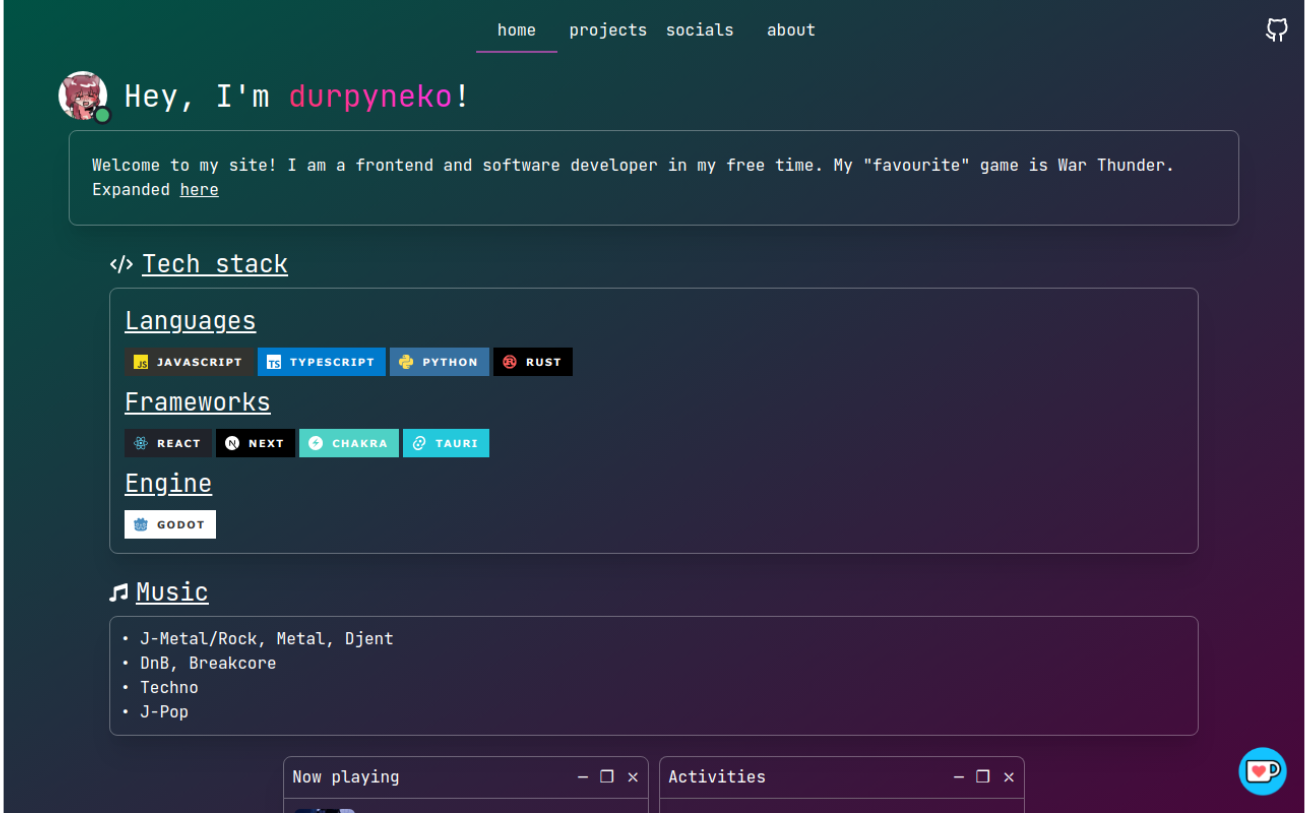 home projects socials about
Hey, I'm durpyneko!
Welcome to my site! I am a frontend and software developer in my free time. My "favourite" game is War Thunder.
Expanded here
</> Tech stack
Languages
JS JAVASCRIPT TS TYPESCRIPT PYTHON R RUST
Frameworks
REACT N NEXT CHAKRA TAURI
Engine
GODOT
Music
• J-Metal/Rock, Metal, Djent
• DnB, Breakcore
• Techno
• J-Pop
Now playing
Activities